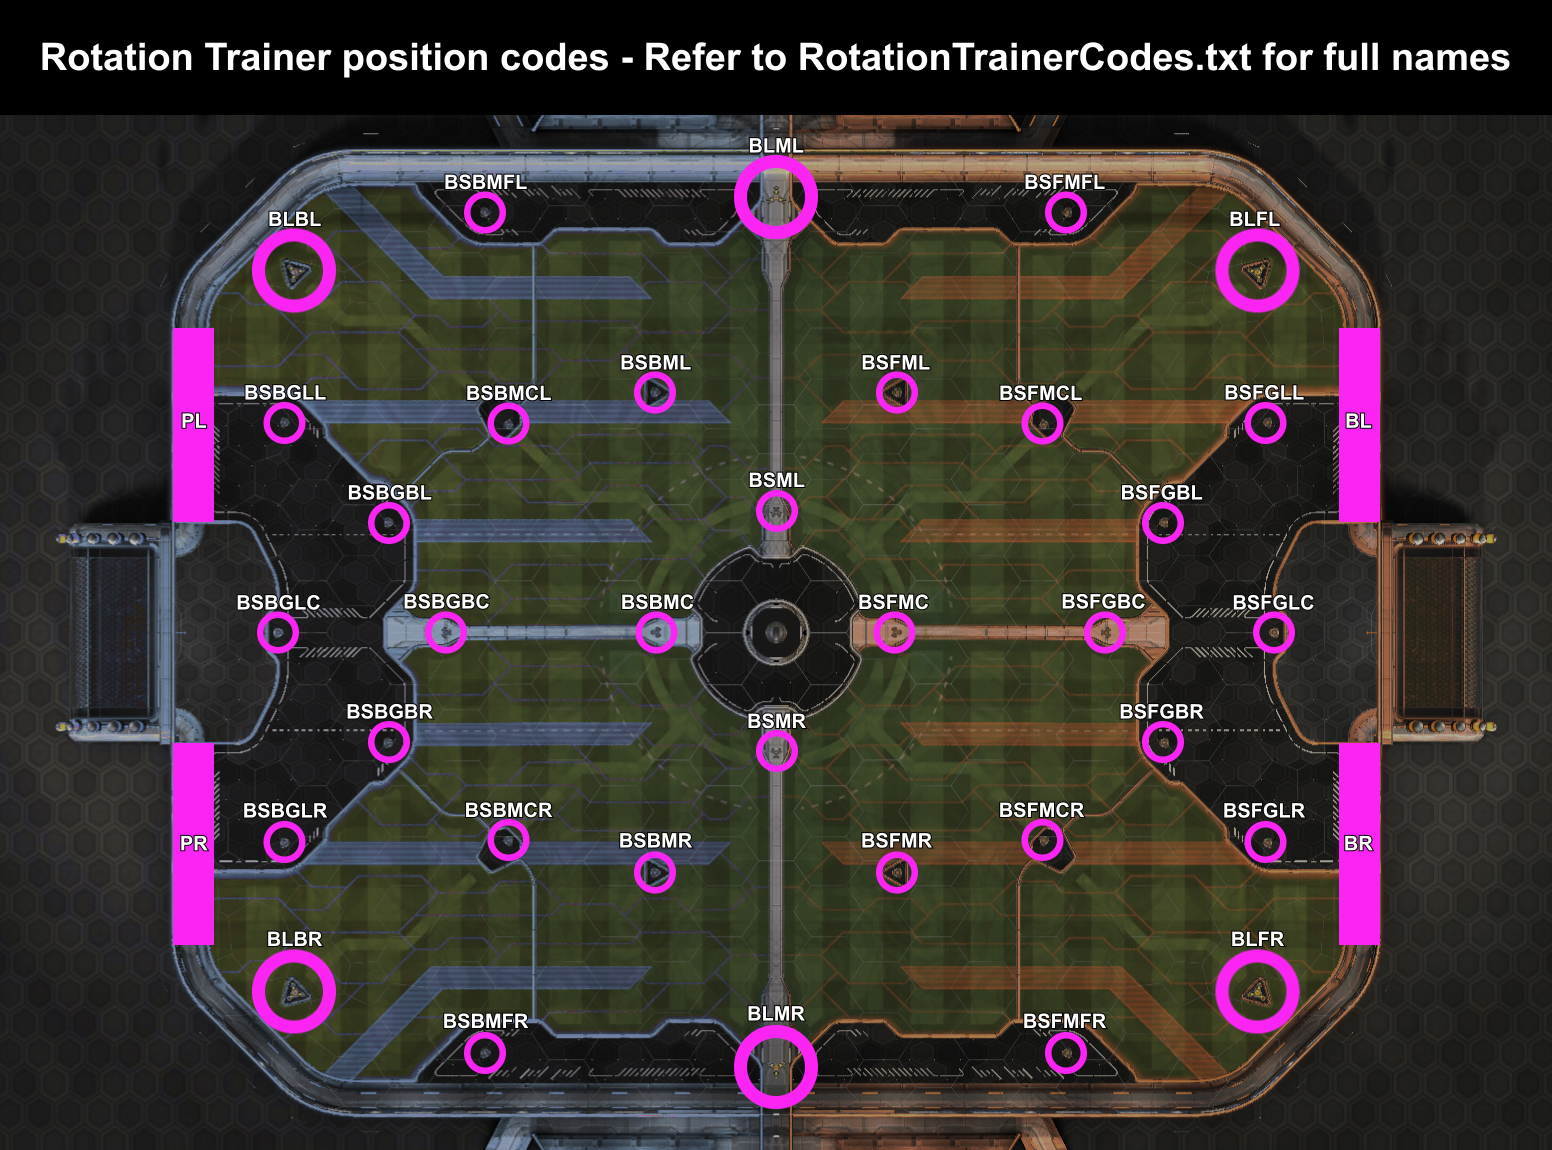 Rotation Trainer position codes - Refer to RotationTrainerCodes.txt for full names
BLML
BSBMFL
BSFMFL
BLBL
BLFL
BSBML
BSFML
BSBGLL
BSBMCL
BSFMCL
BSFGLL
PL
BL
BSML
BSBGBL
BSFGBL
BSBGLC
BSBGBC
BSBMC
BSFMC
BSFGBC
BSFGLC
BSBGBR
BSMR
BSFGBR
BSBGLR
BSBMCR
BSFMCR
BSFGLR
PR
BSBMR
BSFMR
BR
BLBR
BLFR
BLMR
BSBMFR
BSFMFR